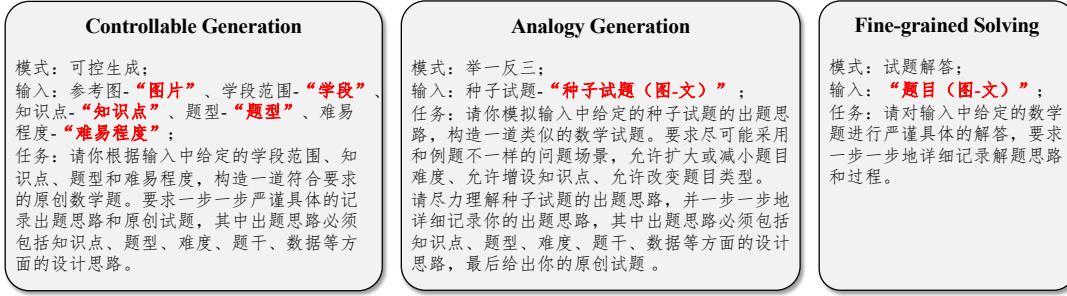 Controllable Generation
模式：可控生成；
输入：参考图-“图片”、学段范围-“学段”、
知识点-“知识点”、题型-“题型”、难易
程度-“难易程度”；
任务：请你根据输入中给定的学段范围、知
识点、题型和难易程度，构造一道符合要求
的原创数学题。要求一步一步严谨具体的记
录出题思路和原创试题，其中出题思路必须
包括知识点、题型、难度、题干、数据等方
面的设计思路。
Analogy Generation
模式：举一反三；
输入：种子试题-“种子试题（图-文）”；
任务：请你模拟输入中给定的种子试题的出题思
路，构造一道类似的数学试题。要求尽可能采用
和例题不一样的问题场景，允许扩大或减小题目
难度、允许增设知识点、允许改变题目类型。
请尽力理解种子试题的出题思路，并一步一步地
详细记录你的出题思路，其中出题思路必须包括
知识点、题型、难度、题干、数据等方面的设计
思路，最后给出你的原创试题 。
Fine-grained Solving
模式：试题解答；
输入：“题目（图-文）”；
任务：请对输入中给定的数学
题进行严谨具体的解答，要求
一步一步地详细记录解题思路
和过程。